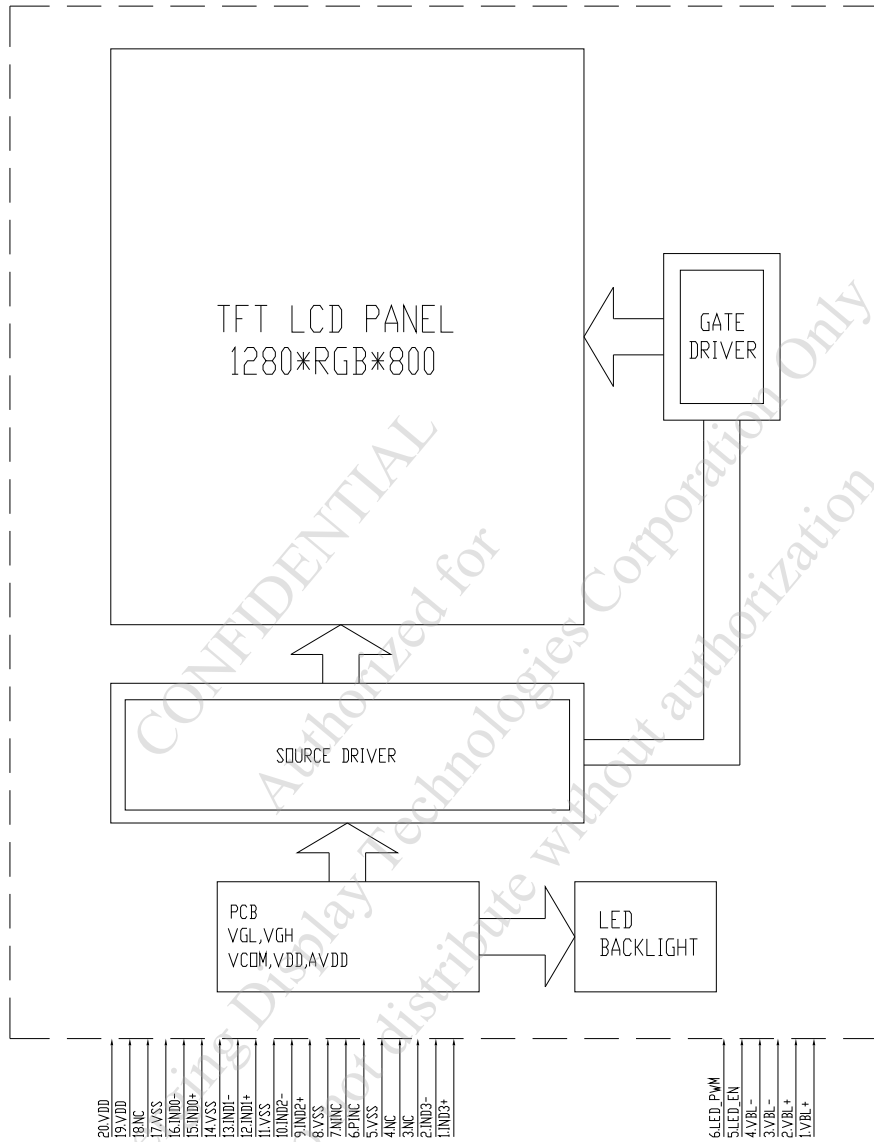 TFT LCD PANEL
1280*RGB*800
GATE
DRIVER
SOURCE DRIVER
PCB
VGL,VGH
VCOM,VDD,AVDD
LED
BACKLIGHT
20.VDD
19.VDD
18.NC
17.VSS
16.IND0-
15.IND0+
14.VSS
13.IND1-
12.IND1+
11.VSS
10.IND2-
9.IND2+
8.VSS
7.NINC
6.PINC
5.VSS
4.NC
3.NC
2.IND3-
1.IND3+
6.LED_PWM
5.LED_EN
4.VBL-
3.VBL-
2.VBL+
1.VBL+
CONFIDENTIAL
Authorized for
Display Technologies Corporation Only
not distribute without authorization